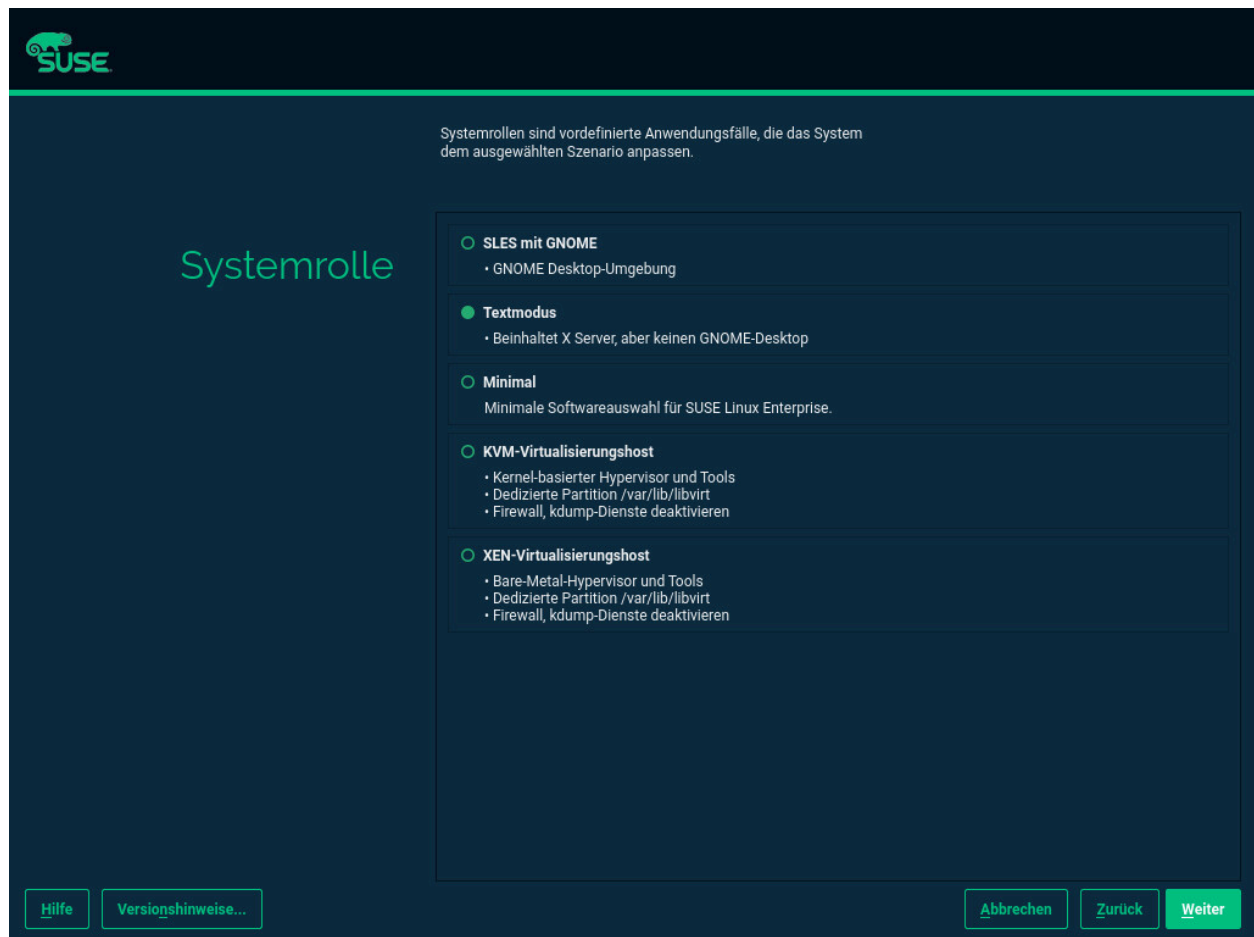 SUSE
Systemrollen sind vordefinierte Anwendungsfälle, die das System
dem ausgewählten Szenario anpassen.
Systemrolle
SLES mit GNOME
• GNOME Desktop-Umgebung
Textmodus
• Beinhaltet X Server, aber keinen GNOME-Desktop
Minimal
Minimale Softwareauswahl für SUSE Linux Enterprise.
KVM-Virtualisierungshost
• Kernel-basierter Hypervisor und Tools
• Dedizierte Partition /var/lib/libvirt
• Firewall, kdump-Dienste deaktivieren
XEN-Virtualisierungshost
• Bare-Metal-Hypervisor und Tools
• Dedizierte Partition /var/lib/libvirt
• Firewall, kdump-Dienste deaktivieren
Hilfe
Versionshinweise...
Abbrechen
Zurück
Weiter